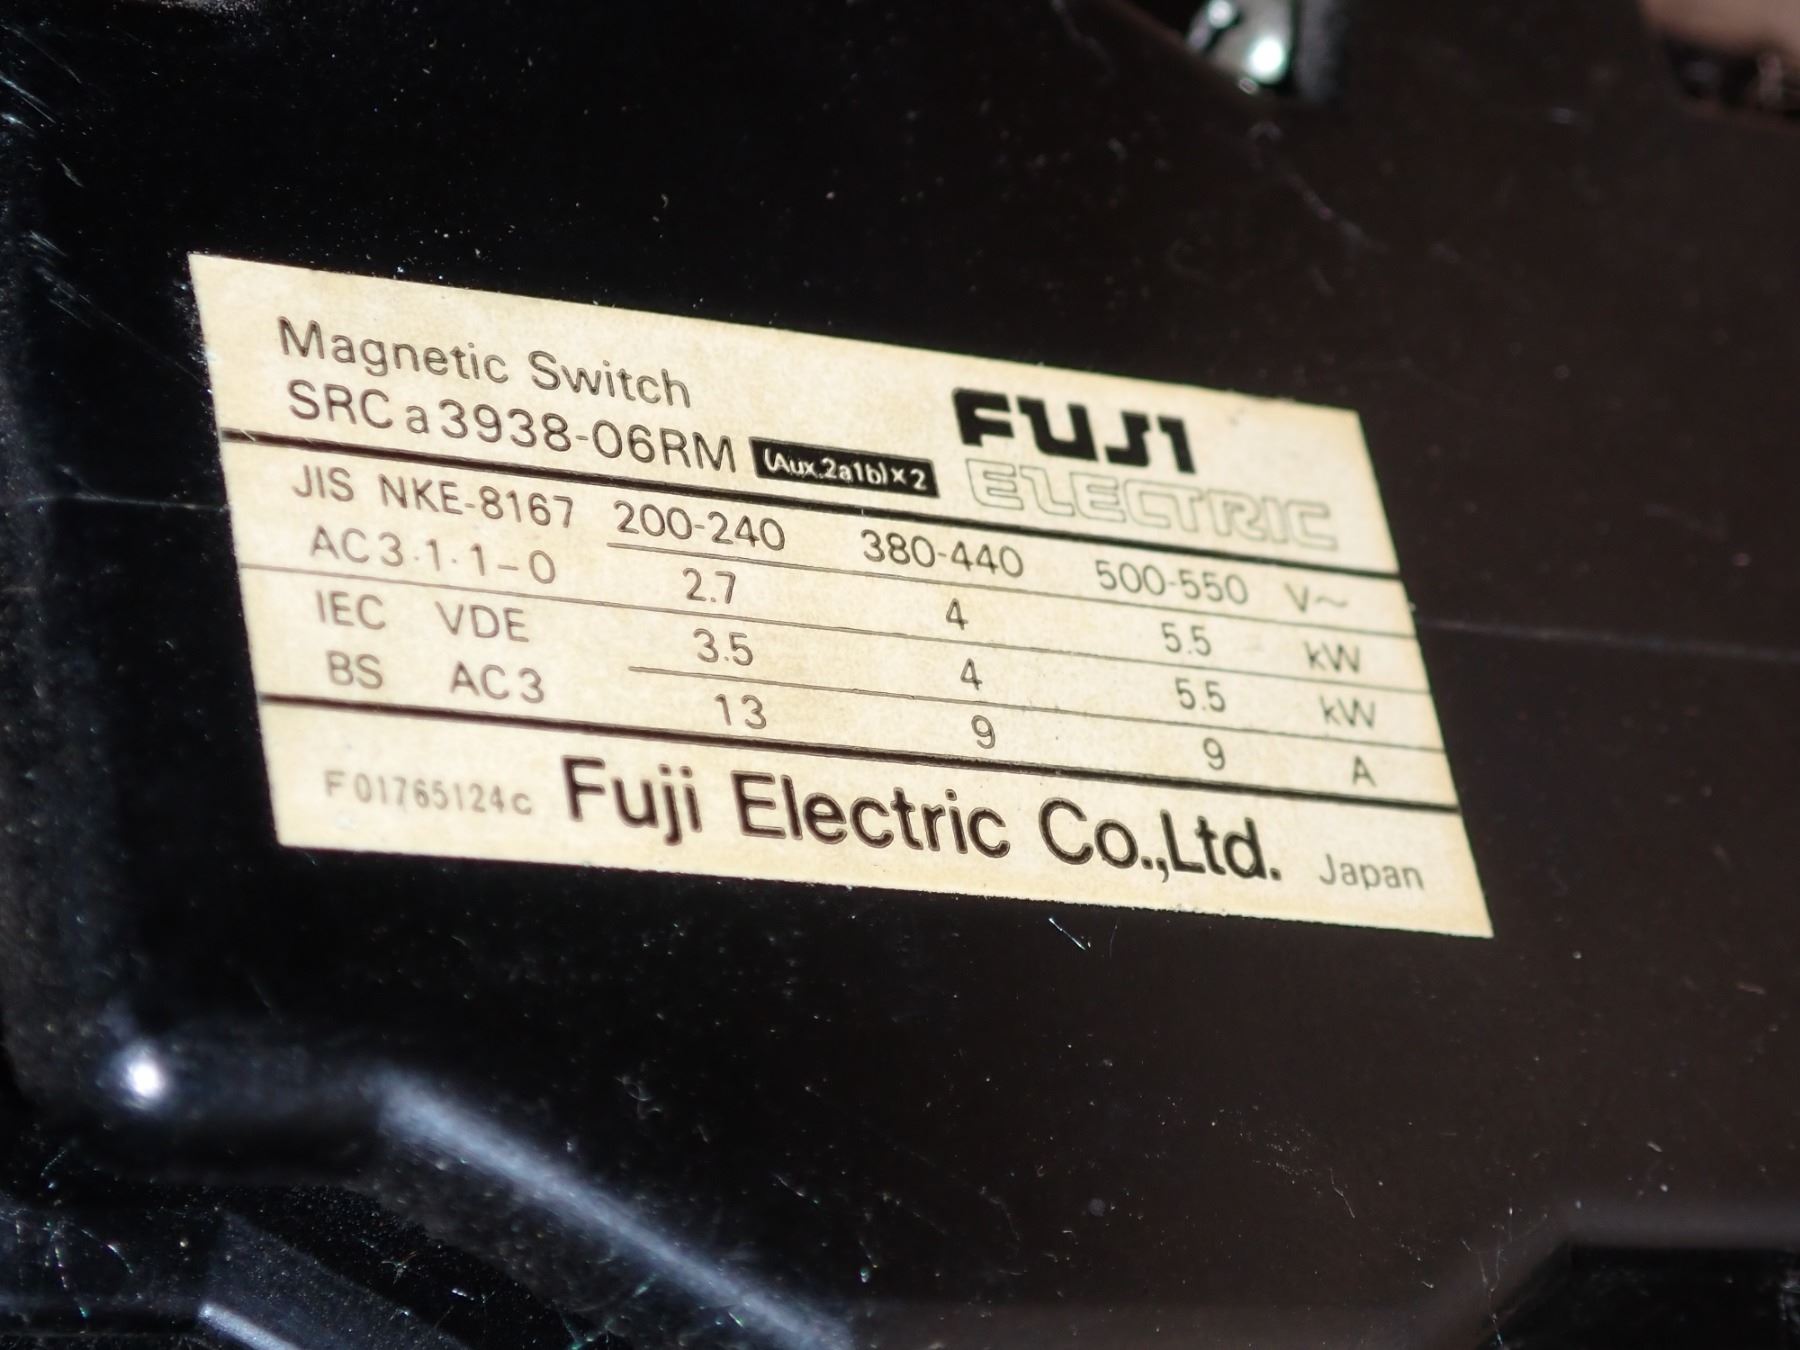 Magnetic Switch
SRCa3938-06RM (Aux.2a1b)×2
FUJI
ELECTRIC
JIS NKE-8167 200-240 380-440 500-550 V~
AC3·1·1-0 2.7 4 5.5 kW
IEC VDE 3.5 4 5.5 kW
BS AC3 13 9 9 A
F01765124c Fuji Electric Co.,Ltd. Japan